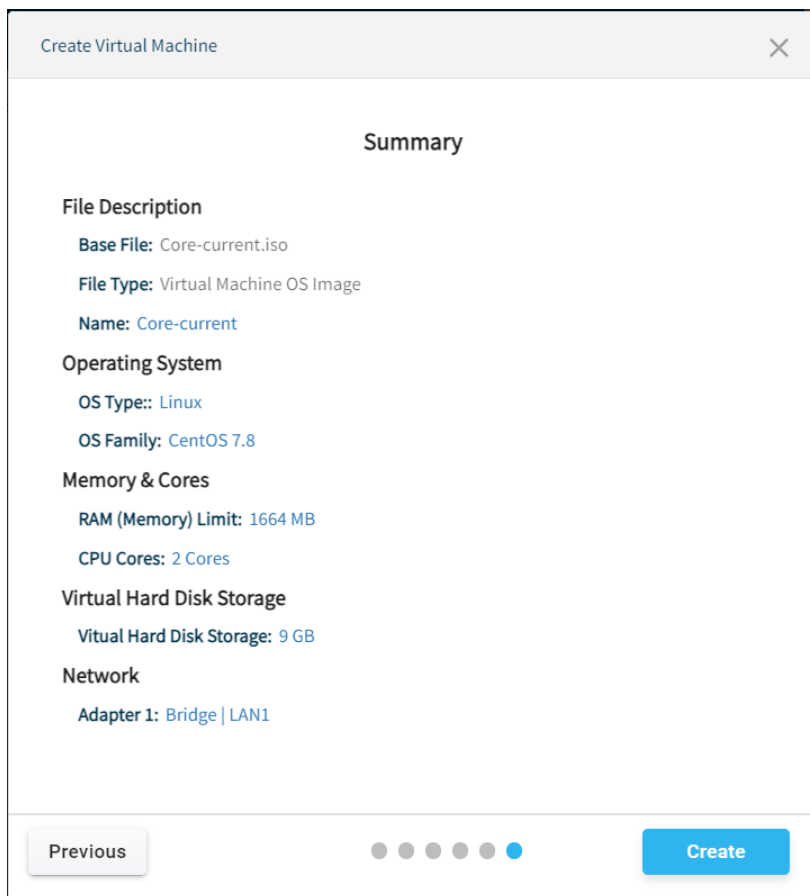 Create Virtual Machine
Summary
File Description
Base File: Core-current.iso
File Type: Virtual Machine OS Image
Name: Core-current
Operating System
OS Type:: Linux
OS Family: CentOS 7.8
Memory & Cores
RAM (Memory) Limit: 1664 MB
CPU Cores: 2 Cores
Virtual Hard Disk Storage
Vitual Hard Disk Storage: 9 GB
Network
Adapter 1: Bridge | LAN1
Previous
Create